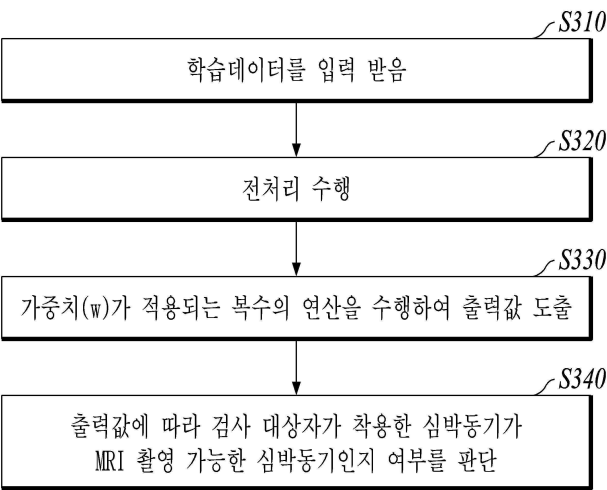 S310
학습데이터를 입력 받음
S320
전처리 수행
S330
가중치(w)가 적용되는 복수의 연산을 수행하여 출력값 도출
S340
출력값에 따라 검사 대상자가 착용한 심박동기가
MRI 촬영 가능한 심박동기인지 여부를 판단